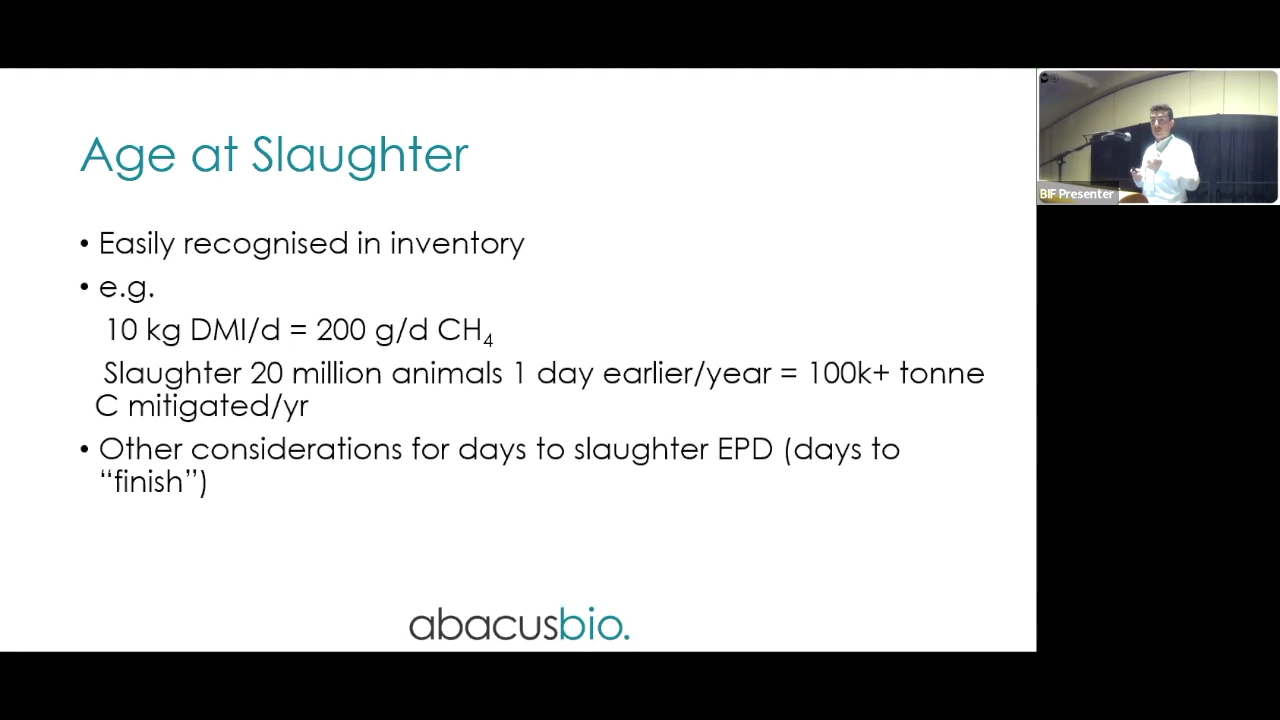 Age at Slaughter
• Easily recognised in inventory
• e.g.
10 kg DMI/d = 200 g/d CH₄
Slaughter 20 million animals 1 day earlier/year = 100k+ tonne
C mitigated/yr
• Other considerations for days to slaughter EPD (days to
“finish”)
abacusbio.
BIF Presenter